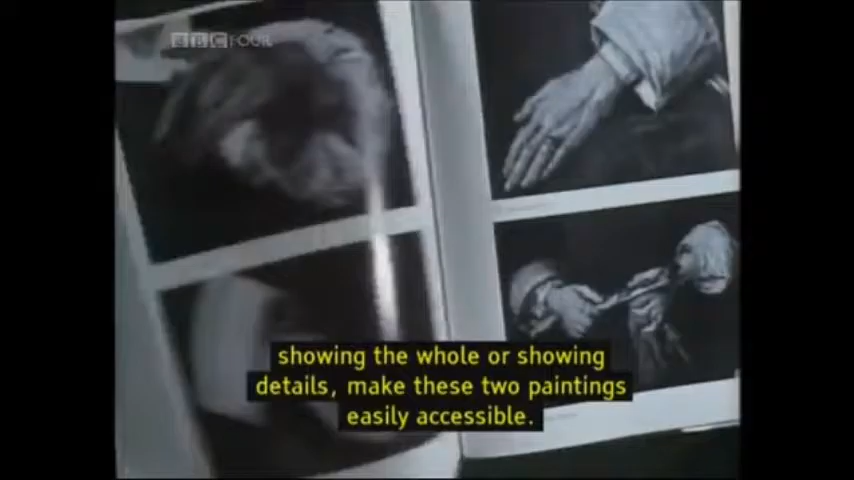 BBC FOUR
showing the whole or showing
details, make these two paintings
easily accessible.